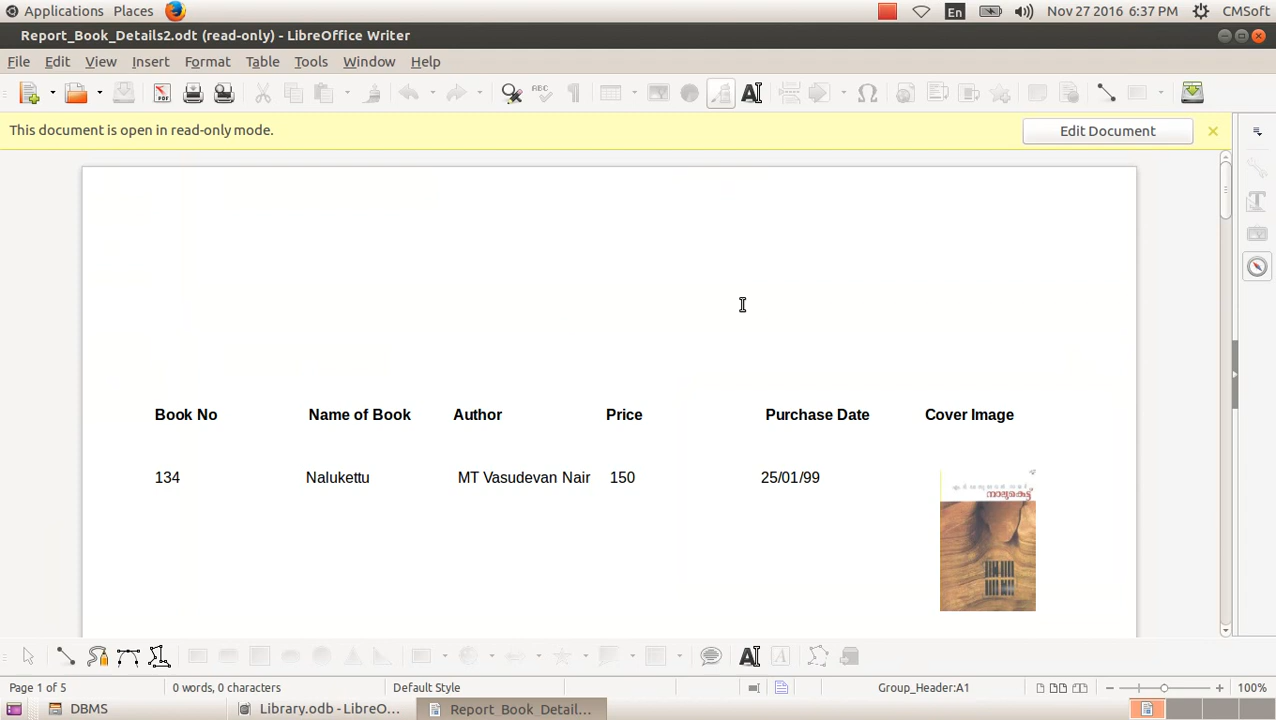 Applications Places En Nov 27 2016 6:37 PM CMSoft
Report_Book_Details2.odt (read-only) - LibreOffice Writer
File Edit View Insert Format Table Tools Window Help
This document is open in read-only mode. Edit Document
Book No Name of Book Author Price Purchase Date Cover Image
134 Nalukettu MT Vasudevan Nair 150 25/01/99
നാലുകെട്ട്
Page 1 of 5 0 words, 0 characters Default Style Group_Header:A1 100%
DBMS Library.odb - LibreO... Report_Book_Detail...